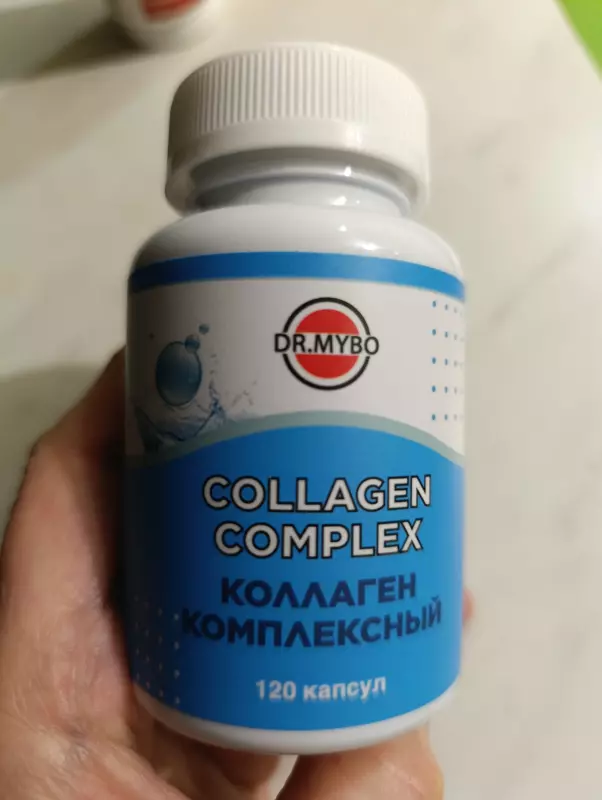 DR.MYBO
COLLAGEN
COMPLEX
КОЛЛАГЕН
КОМПЛЕКСНЫЙ
120 капсул